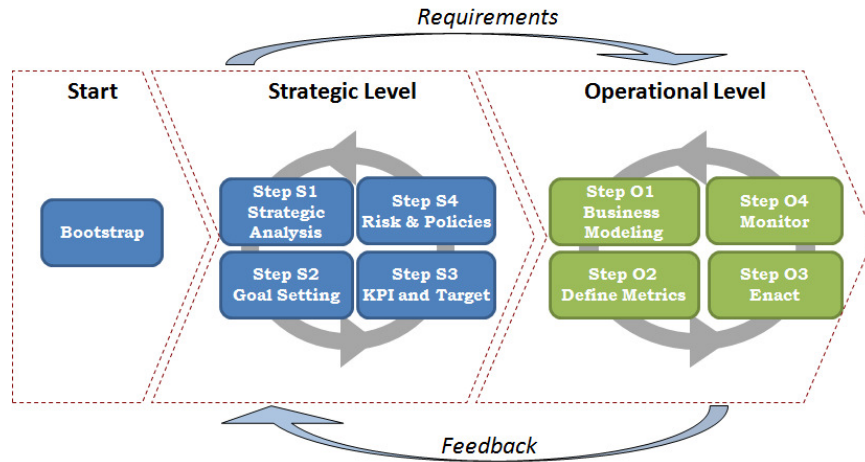 Requirements
Start
Strategic Level
Operational Level
Bootstrap
Step S1
Strategic
Analysis
Step S4
Risk & Policies
Step S2
Goal Setting
Step S3
KPI and Target
Step O1
Business
Modeling
Step O4
Monitor
Step O2
Define Metrics
Step O3
Enact
Feedback